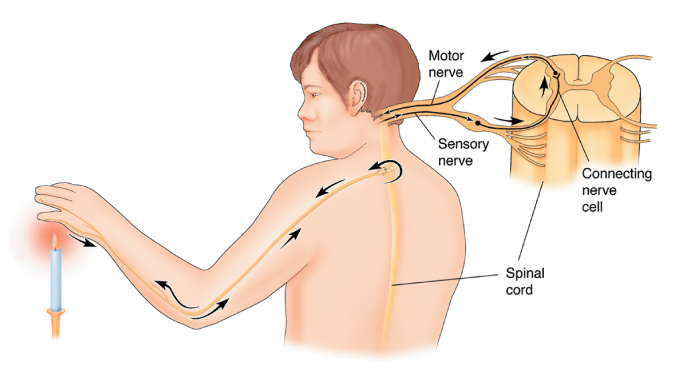 Motor
nerve
Sensory
nerve
Connecting
nerve
cell
Spinal
cord